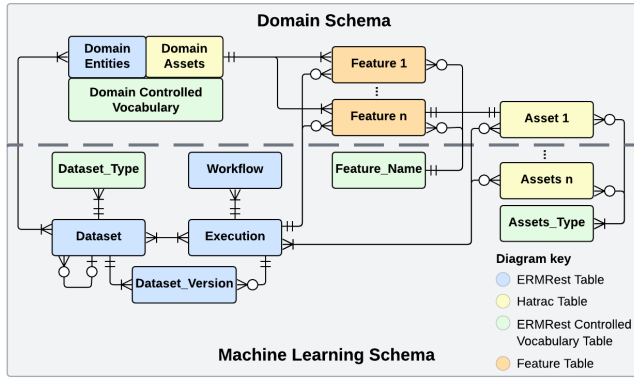 Domain Schema
Domain
Entities
Domain
Assets
Domain Controlled
Vocabulary
Feature 1
Feature n
Asset 1
Dataset_Type
Workflow
Feature_Name
Assets n
Assets_Type
Dataset
Execution
Dataset_Version
Diagram key
ERMRest Table
Hatrac Table
ERMRest Controlled
Vocabulary Table
Feature Table
Machine Learning Schema